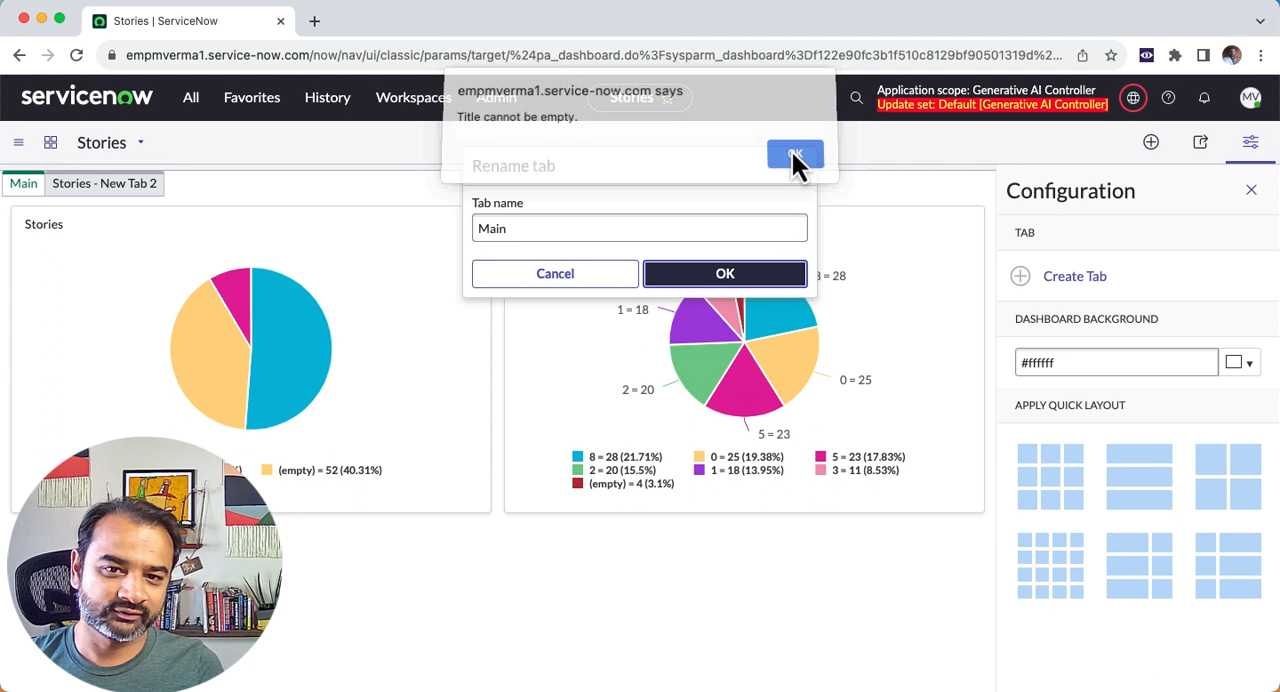 Stories | ServiceNow
empmverma1.service-now.com/now/nav/ui/classic/params/target/%24pa_dashboard.do%3Fsysparm_dashboard%3Df122e90fc3b1f510c8129bf90501319d%2...
servicenow
All
Favorites
History
Workspaces
Admin
Stories
Application scope: Generative AI Controller
Update set: Default [Generative AI Controller]
MV
empmverma1.service-now.com says
Title cannot be empty.
OK
Stories
Main
Stories - New Tab 2
Rename tab
Tab name
Main
Cancel
OK
Stories
(empty) = 52 (40.31%)
= 28
1 = 18
0 = 25
2 = 20
5 = 23
8 = 28 (21.71%)
0 = 25 (19.38%)
5 = 23 (17.83%)
2 = 20 (15.5%)
1 = 18 (13.95%)
3 = 11 (8.53%)
(empty) = 4 (3.1%)
Configuration
TAB
Create Tab
DASHBOARD BACKGROUND
#ffffff
APPLY QUICK LAYOUT